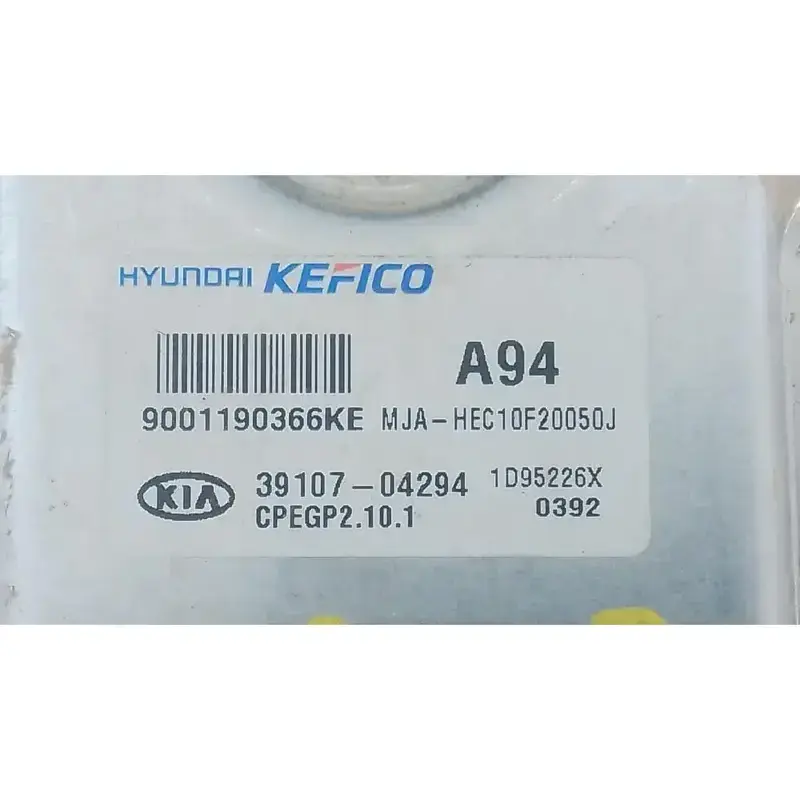 HYUNDAI KEFICO
A94
9001190366KE MJA-HEC10F20050J
KIA 39107-04294 1D95226X
CPEGP2.10.1 0392